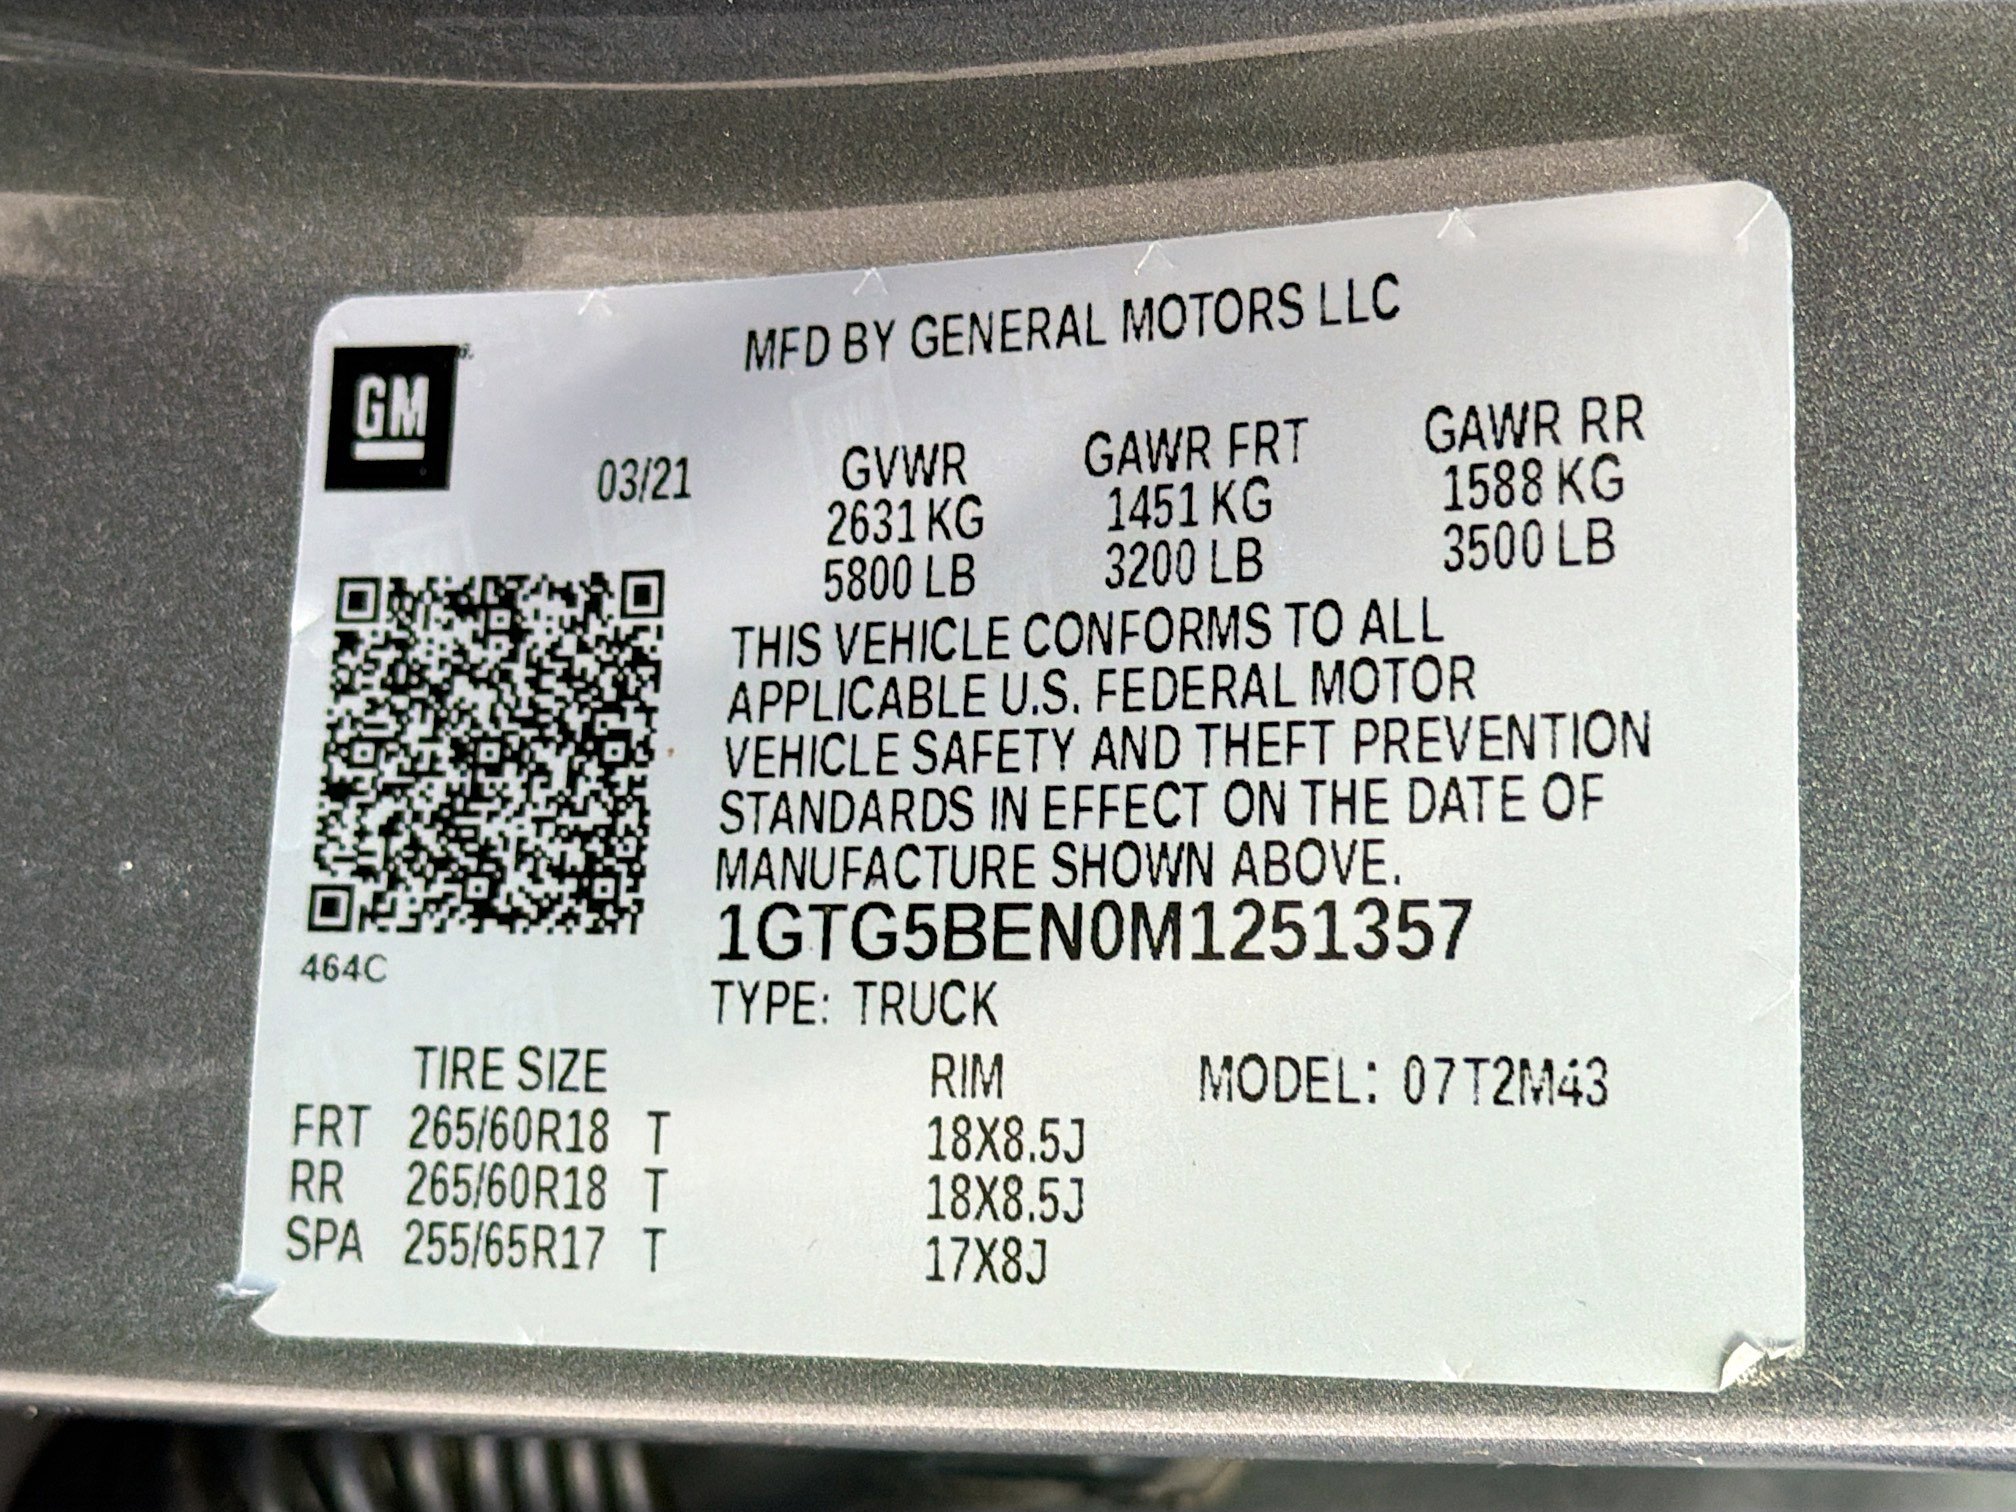 MFD BY GENERAL MOTORS LLC
GM
03/21
GVWR GAWR FRT GAWR RR
2631 KG 1451 KG 1588 KG
5800 LB 3200 LB 3500 LB
THIS VEHICLE CONFORMS TO ALL
APPLICABLE U.S. FEDERAL MOTOR
VEHICLE SAFETY AND THEFT PREVENTION
STANDARDS IN EFFECT ON THE DATE OF
MANUFACTURE SHOWN ABOVE.
1GTG5BEN0M1251357
464C
TYPE: TRUCK
TIRE SIZE RIM MODEL: 07T2M43
FRT 265/60R18 T 18X8.5J
RR 265/60R18 T 18X8.5J
SPA 255/65R17 T 17X8J